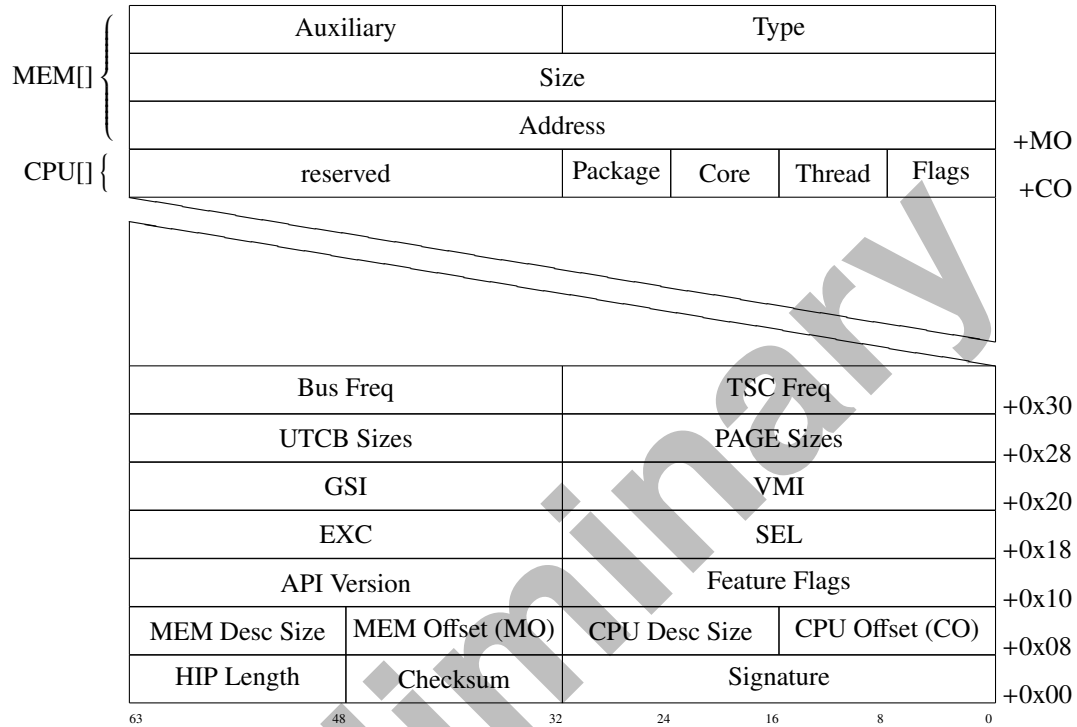 Auxiliary Type
MEM[] Size
Address
+MO
CPU[] reserved Package Core Thread Flags
+CO
Bus Freq TSC Freq
+0x30
UTCB Sizes PAGE Sizes
+0x28
GSI VMI
+0x20
EXC SEL
+0x18
API Version Feature Flags
+0x10
MEM Desc Size MEM Offset (MO) CPU Desc Size CPU Offset (CO)
+0x08
HIP Length Checksum Signature
+0x00
63 48 32 24 16 8 0